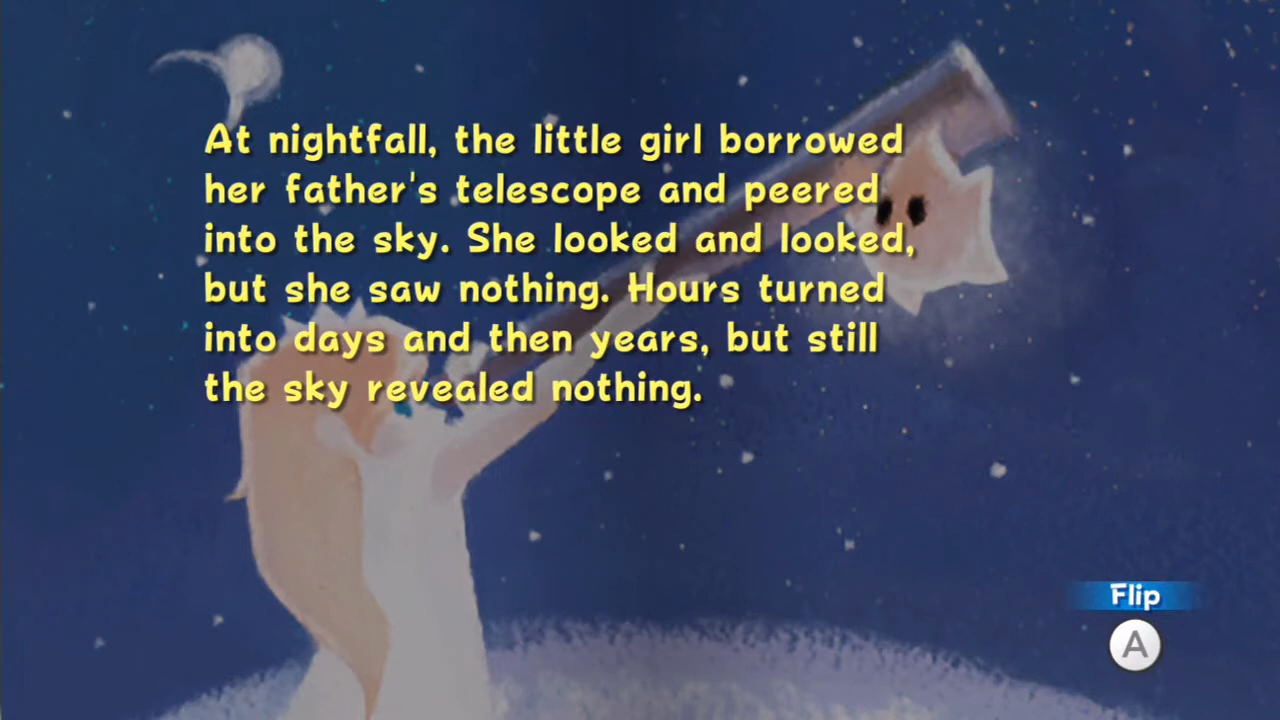 At nightfall, the little girl borrowed
her father's telescope and peered
into the sky. She looked and looked,
but she saw nothing. Hours turned
into days and then years, but still
the sky revealed nothing.
Flip
A